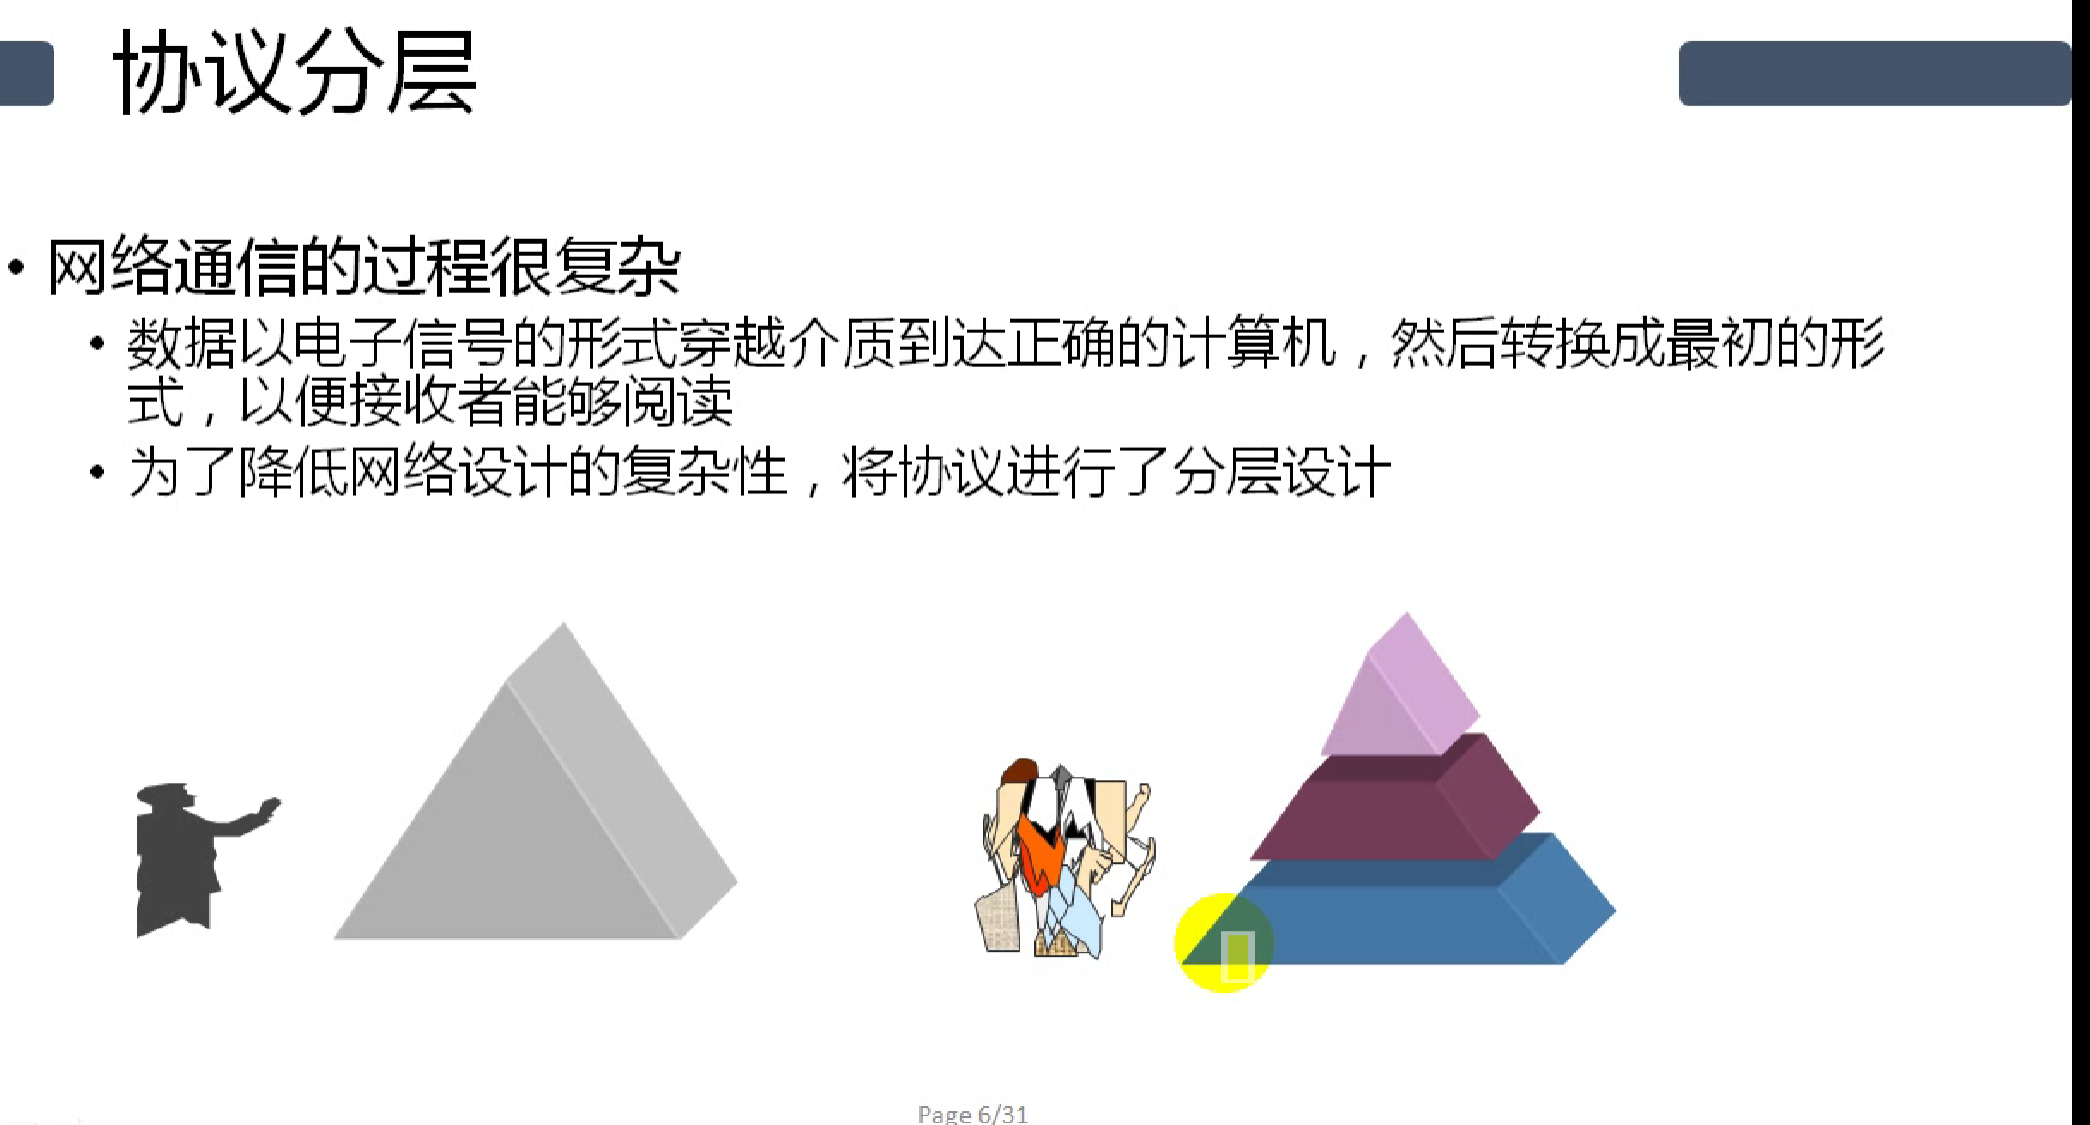 协议分层
• 网络通信的过程很复杂
• 数据以电子信号的形式穿越介质到达正确的计算机，然后转换成最初的形
式，以便接收者能够阅读
• 为了降低网络设计的复杂性，将协议进行了分层设计
Page 6/31